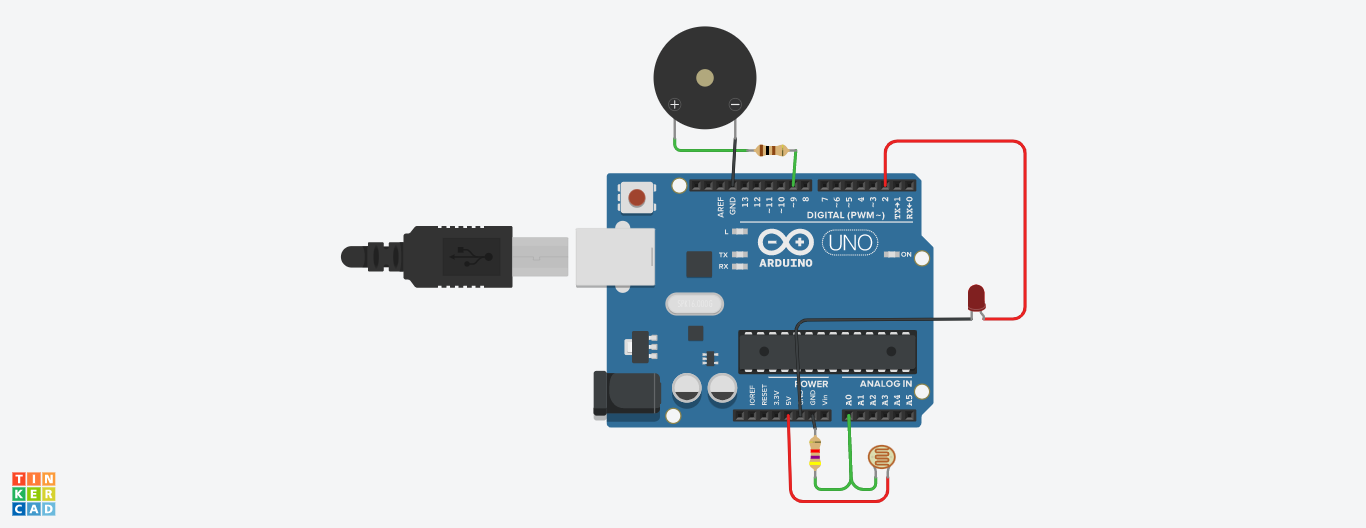 + −
AREF
GND
13
12
~11
~10
~9
8
7
~6
~5
4
~3
2
TX→1
RX←0
DIGITAL (PWM~)
L
TX
RX
ARDUINO
UNO
ON
POWER
ANALOG IN
IOREF
RESET
3.3V
5V
GND
GND
Vin
A0
A1
A2
A3
A4
A5
TIN
KER
CAD